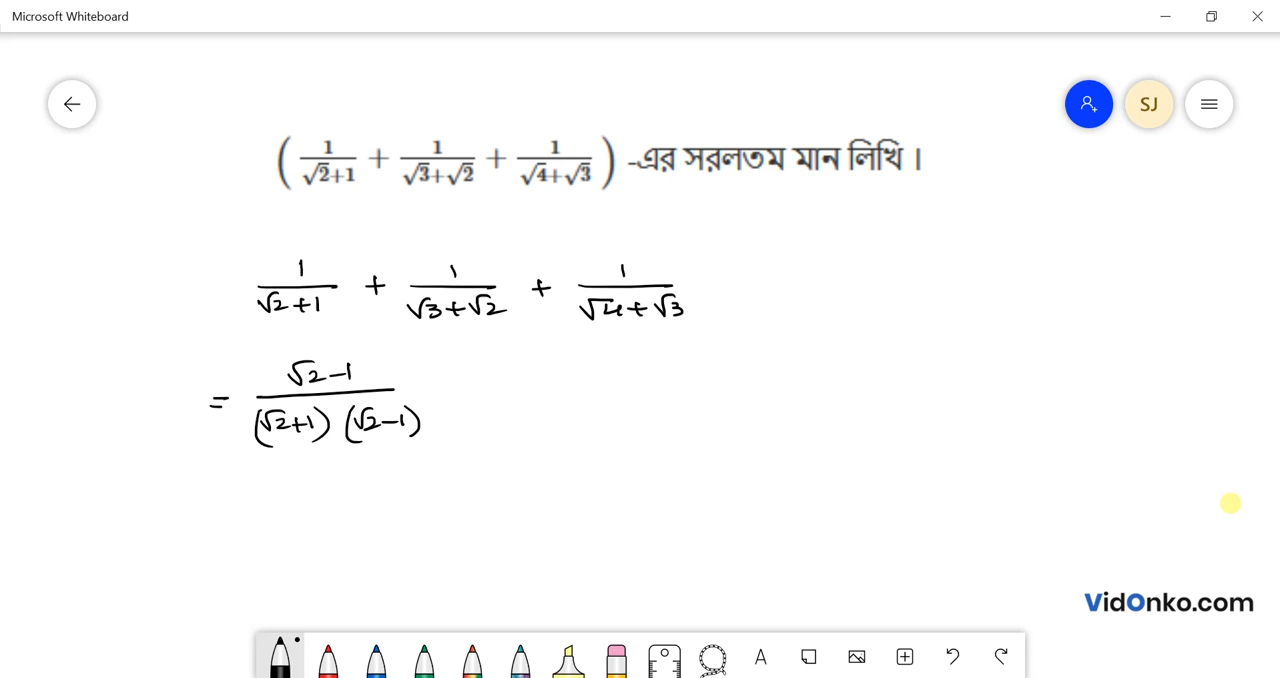 Microsoft Whiteboard
SJ
( 1/(√2+1) + 1/(√3+√2) + 1/(√4+√3) ) -এর সরলতম মান লিখি ।
1/(√2+1) + 1/(√3+√2) + 1/(√4+√3)
= (√2-1)/((√2+1) (√2-1))
VidOnko.com
A